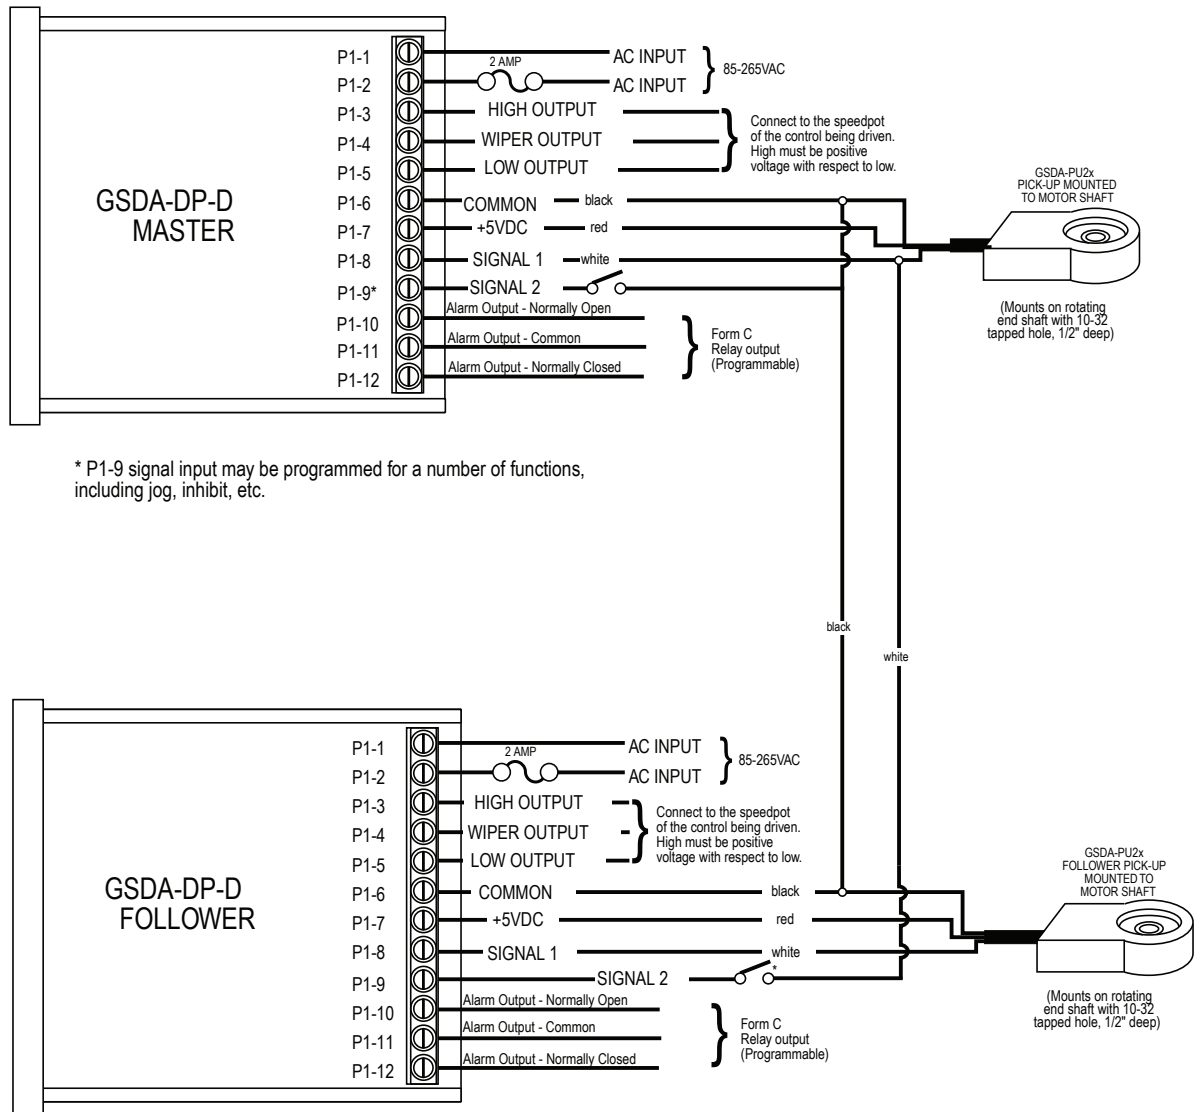 GSDA-DP-D
MASTER
P1-1
P1-2
P1-3
P1-4
P1-5
P1-6
P1-7
P1-8
P1-9*
P1-10
P1-11
P1-12
2 AMP
AC INPUT
AC INPUT
85-265VAC
HIGH OUTPUT
WIPER OUTPUT
LOW OUTPUT
Connect to the speedpot
of the control being driven.
High must be positive
voltage with respect to low.
COMMON
black
+5VDC
red
SIGNAL 1
white
SIGNAL 2
Alarm Output - Normally Open
Alarm Output - Common
Alarm Output - Normally Closed
Form C
Relay output
(Programmable)
GSDA-PU2x
PICK-UP MOUNTED
TO MOTOR SHAFT
(Mounts on rotating
end shaft with 10-32
tapped hole, 1/2" deep)
* P1-9 signal input may be programmed for a number of functions,
including jog, inhibit, etc.
black
white
GSDA-DP-D
FOLLOWER
P1-1
P1-2
P1-3
P1-4
P1-5
P1-6
P1-7
P1-8
P1-9
P1-10
P1-11
P1-12
2 AMP
AC INPUT
AC INPUT
85-265VAC
HIGH OUTPUT
WIPER OUTPUT
LOW OUTPUT
Connect to the speedpot
of the control being driven.
High must be positive
voltage with respect to low.
COMMON
black
+5VDC
red
SIGNAL 1
white
SIGNAL 2
*
Alarm Output - Normally Open
Alarm Output - Common
Alarm Output - Normally Closed
Form C
Relay output
(Programmable)
GSDA-PU2x
FOLLOWER PICK-UP
MOUNTED TO
MOTOR SHAFT
(Mounts on rotating
end shaft with 10-32
tapped hole, 1/2" deep)